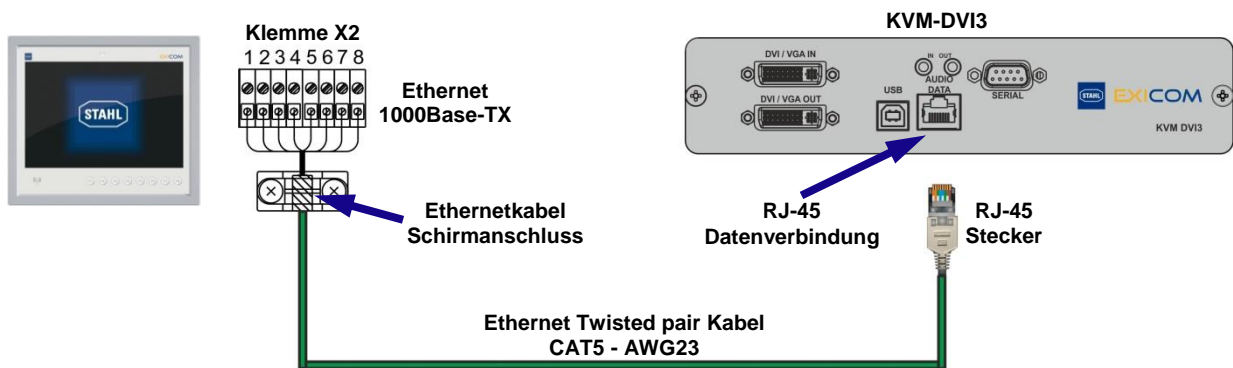 KVM-DVI3
Klemme X2
1 2 3 4 5 6 7 8
Ethernet
1000Base-TX
STAHL
EXICOM
DVI / VGA IN
DVI / VGA OUT
IN OUT
AUDIO
USB
DATA
SERIAL
STAHL EXICOM
KVM DVI3
Ethernetkabel
Schirmanschluss
RJ-45
Datenverbindung
RJ-45
Stecker
Ethernet Twisted pair Kabel
CAT5 - AWG23